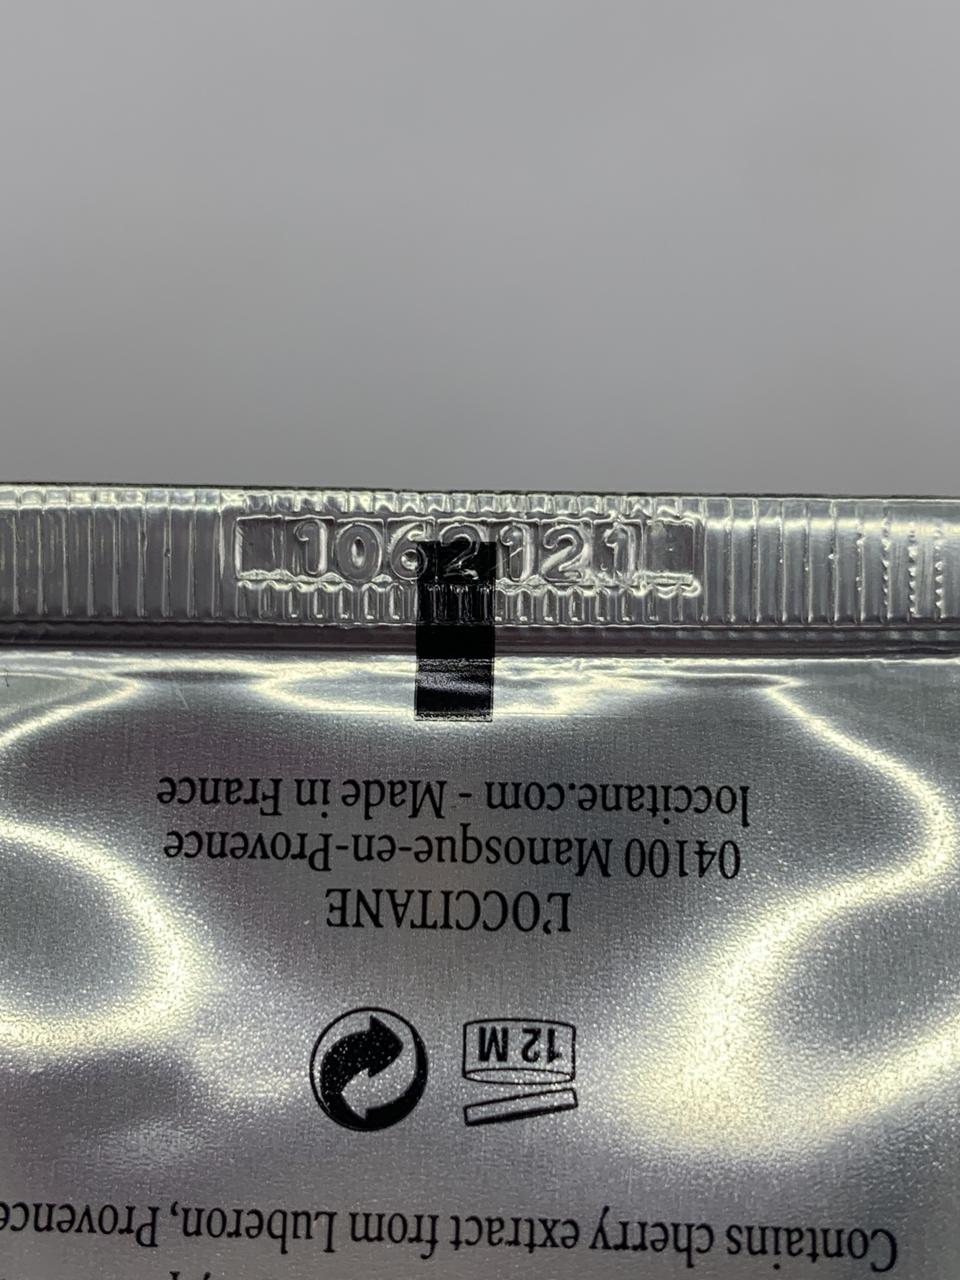 1062121
Contains cherry extract from Luberon, Provence
12 M
L'OCCITANE
04100 Manosque-en-Provence
loccitane.com - Made in France